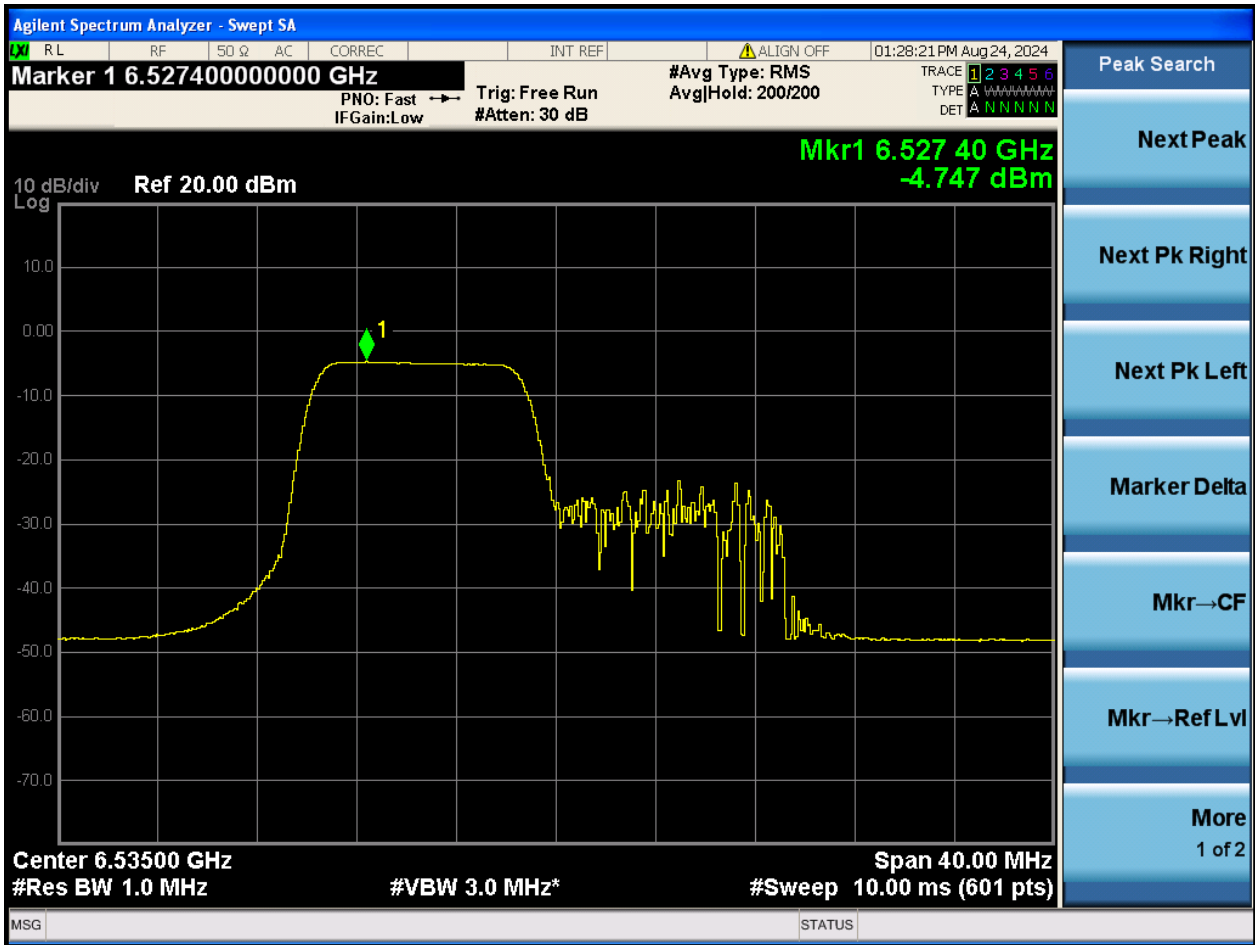 Agilent Spectrum Analyzer - Swept SA
LXI RL RF 50 Ω AC CORREC INT REF ALIGN OFF 01:28:21 PM Aug 24, 2024
Marker 1 6.527400000000 GHz
PNO: Fast
IFGain:Low
Trig: Free Run
#Atten: 30 dB
#Avg Type: RMS
Avg|Hold: 200/200
TRACE 1 2 3 4 5 6
TYPE A WWWWW
DET A N N N N N
Mkr1 6.527 40 GHz
-4.747 dBm
10 dB/div Ref 20.00 dBm
Log
10.0
0.00
1
-10.0
-20.0
-30.0
-40.0
-50.0
-60.0
-70.0
Center 6.53500 GHz Span 40.00 MHz
#Res BW 1.0 MHz #VBW 3.0 MHz* #Sweep 10.00 ms (601 pts)
MSG STATUS
Peak Search
Next Peak
Next Pk Right
Next Pk Left
Marker Delta
Mkr→CF
Mkr→Ref Lvl
More
1 of 2